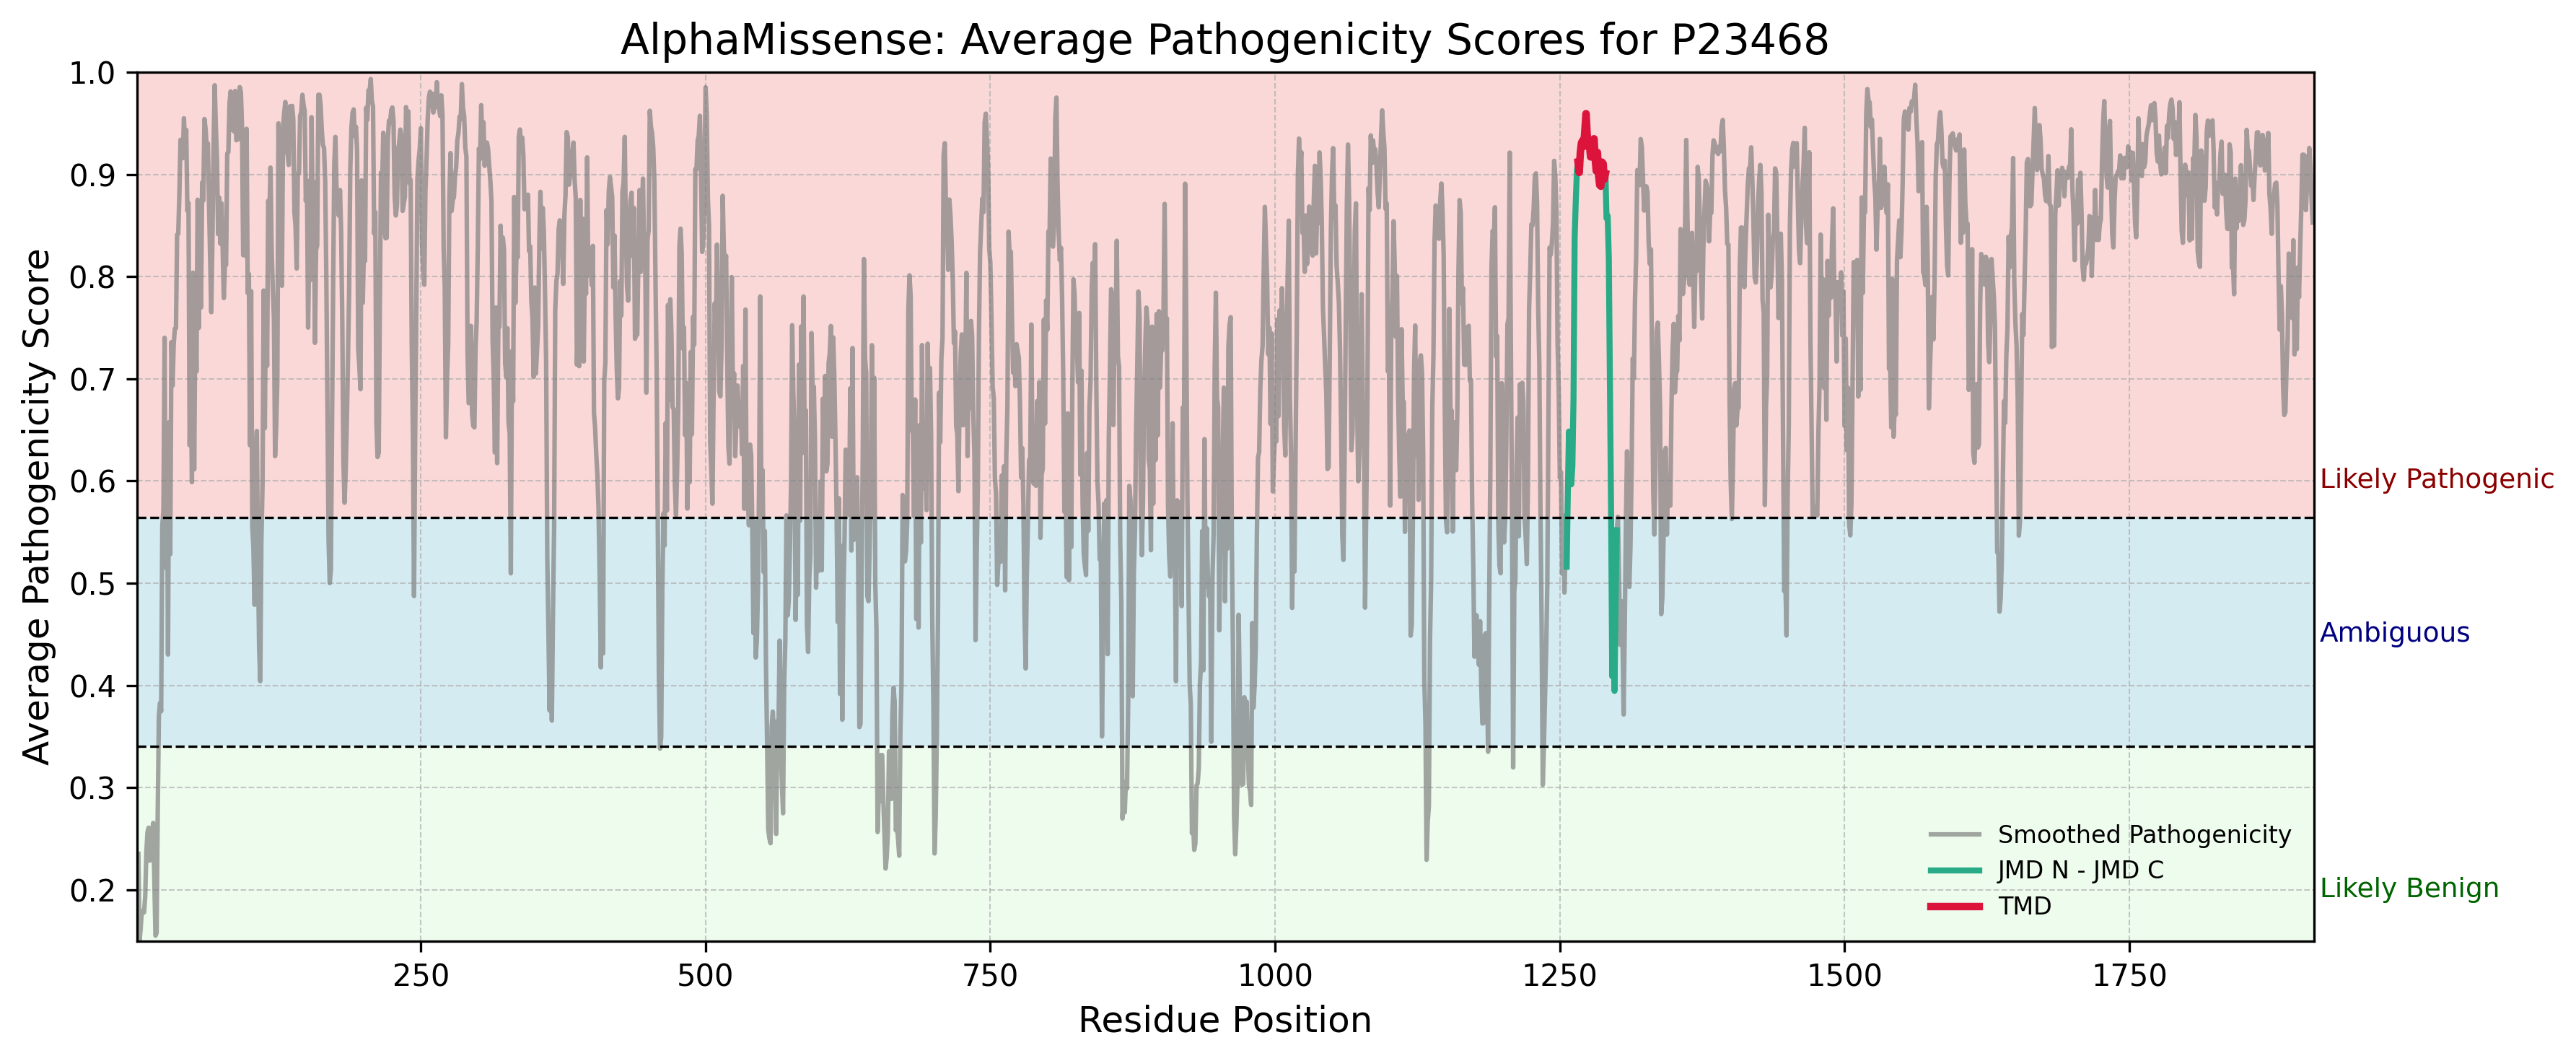 AlphaMissense: Average Pathogenicity Scores for P23468
Average Pathogenicity Score
1.0
0.9
0.8
0.7
0.6
0.5
0.4
0.3
0.2
Likely Pathogenic
Ambiguous
Likely Benign
Smoothed Pathogenicity
JMD N - JMD C
TMD
250
500
750
1000
1250
1500
1750
Residue Position